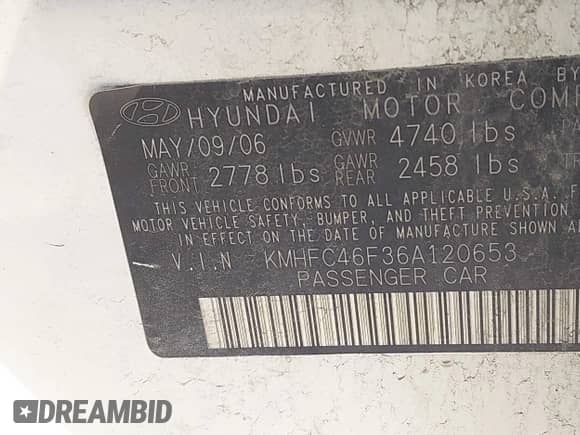 MANUFACTURED IN KOREA BY
HYUNDAI MOTOR COMP
MAY/09/06 GVWR 4740 lbs
GAWR FRONT 2778 lbs GAWR REAR 2458 lbs
THIS VEHICLE CONFORMS TO ALL APPLICABLE U.S.A. F
MOTOR VEHICLE SAFETY, BUMPER, AND THEFT PREVENTION
IN EFFECT ON THE DATE OF MANUFACTURE SHOWN A
V.I.N KMHFC46F36A120653
PASSENGER CAR
DREAMBID